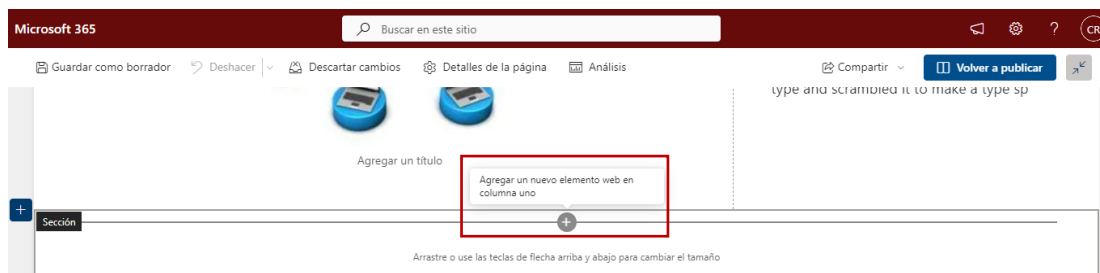 Microsoft 365
Buscar en este sitio
?
CR
Guardar como borrador
Deshacer
Descartar cambios
Detalles de la página
Análisis
Compartir
Volver a publicar
type and scrambled it to make a type sp
Agregar un título
Agregar un nuevo elemento web en
columna uno
Sección
Arrastre o use las teclas de flecha arriba y abajo para cambiar el tamaño